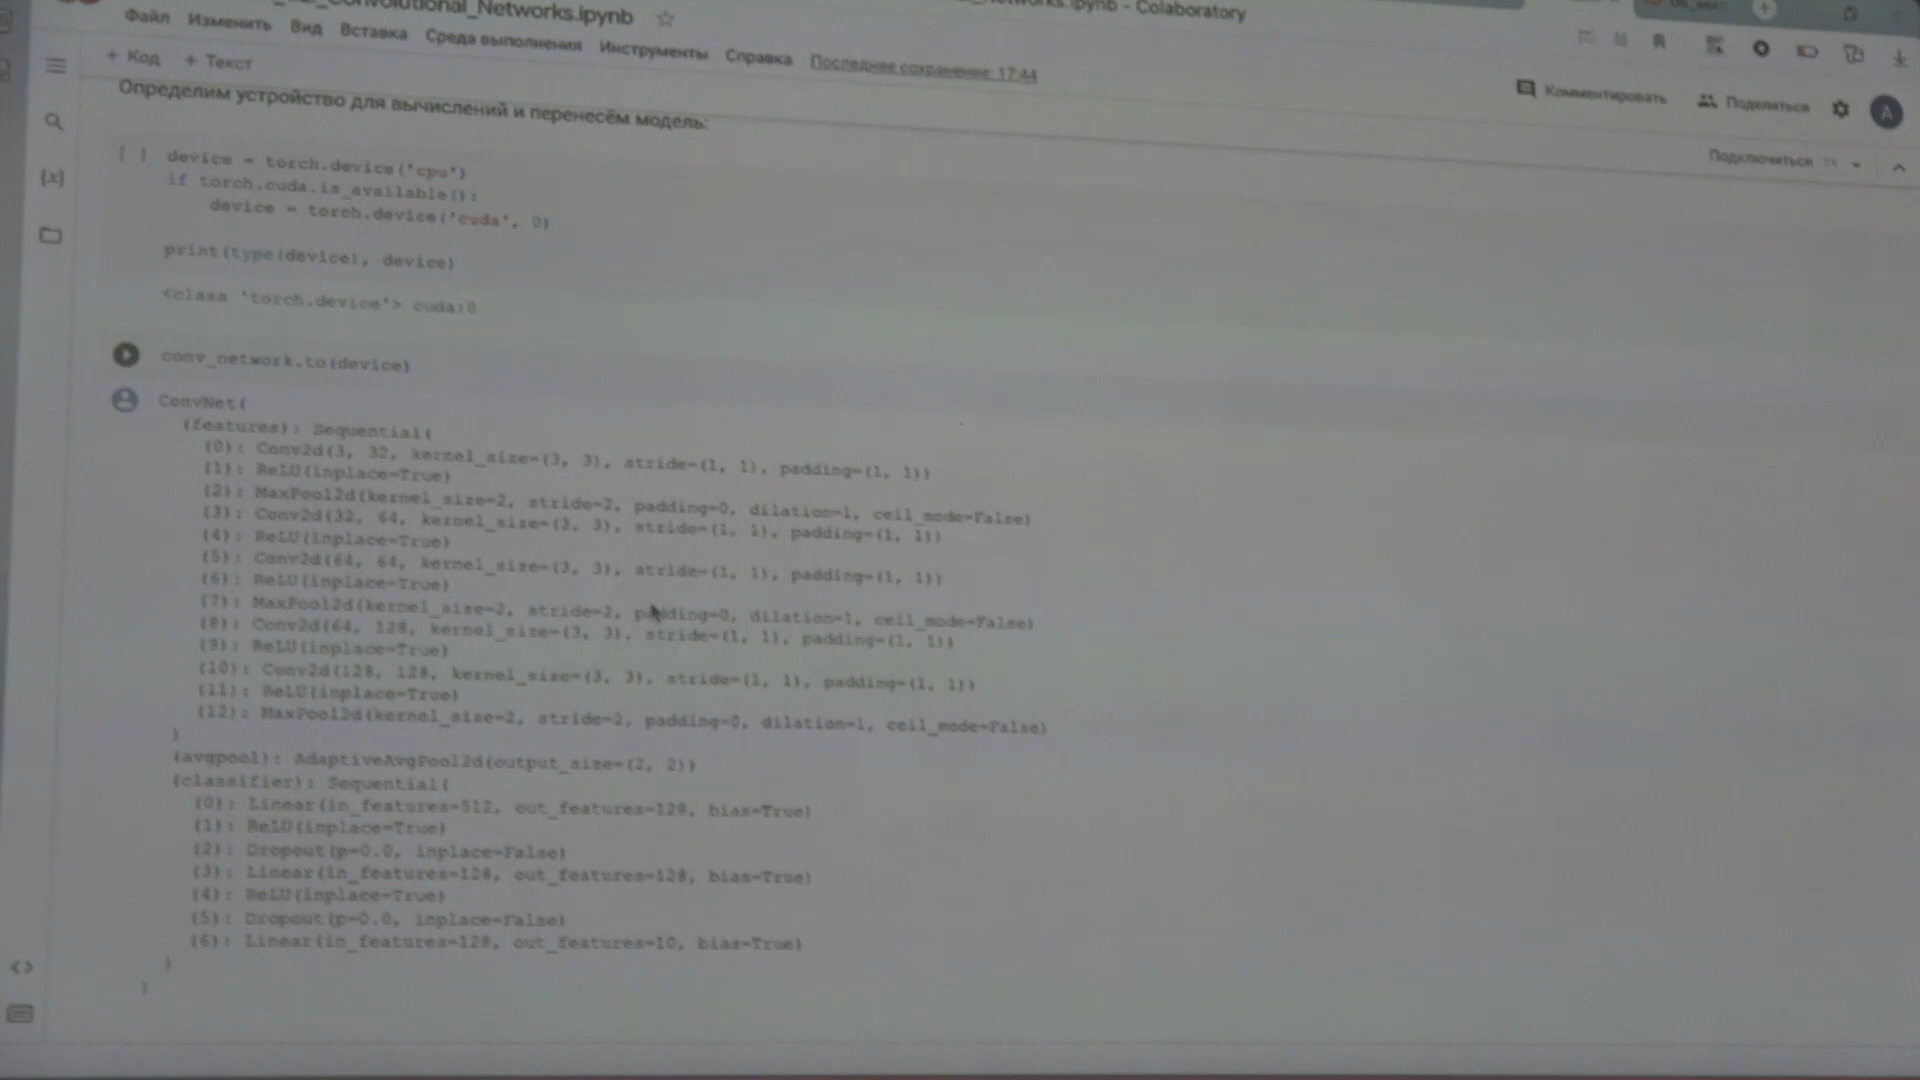 Convolutional_Networks.ipynb
.ipynb - Colaboratory
Файл Изменить Вид Вставка Среда выполнения Инструменты Справка Последнее сохранение: 17:44
Комментировать Поделиться A
+ Код + Текст
Подключиться
Определим устройство для вычислений и перенесём модель:
[ ] device = torch.device('cpu')
if torch.cuda.is_available():
device = torch.device('cuda', 0)
print(type(device), device)
<class 'torch.device'> cuda:0
conv_network.to(device)
ConvNet(
(features): Sequential(
(0): Conv2d(3, 32, kernel_size=(3, 3), stride=(1, 1), padding=(1, 1))
(1): ReLU(inplace=True)
(2): MaxPool2d(kernel_size=2, stride=2, padding=0, dilation=1, ceil_mode=False)
(3): Conv2d(32, 64, kernel_size=(3, 3), stride=(1, 1), padding=(1, 1))
(4): ReLU(inplace=True)
(5): Conv2d(64, 64, kernel_size=(3, 3), stride=(1, 1), padding=(1, 1))
(6): ReLU(inplace=True)
(7): MaxPool2d(kernel_size=2, stride=2, padding=0, dilation=1, ceil_mode=False)
(8): Conv2d(64, 128, kernel_size=(3, 3), stride=(1, 1), padding=(1, 1))
(9): ReLU(inplace=True)
(10): Conv2d(128, 128, kernel_size=(3, 3), stride=(1, 1), padding=(1, 1))
(11): ReLU(inplace=True)
(12): MaxPool2d(kernel_size=2, stride=2, padding=0, dilation=1, ceil_mode=False)
)
(avgpool): AdaptiveAvgPool2d(output_size=(2, 2))
(classifier): Sequential(
(0): Linear(in_features=512, out_features=128, bias=True)
(1): ReLU(inplace=True)
(2): Dropout(p=0.0, inplace=False)
(3): Linear(in_features=128, out_features=128, bias=True)
(4): ReLU(inplace=True)
(5): Dropout(p=0.0, inplace=False)
(6): Linear(in_features=128, out_features=10, bias=True)
)
)